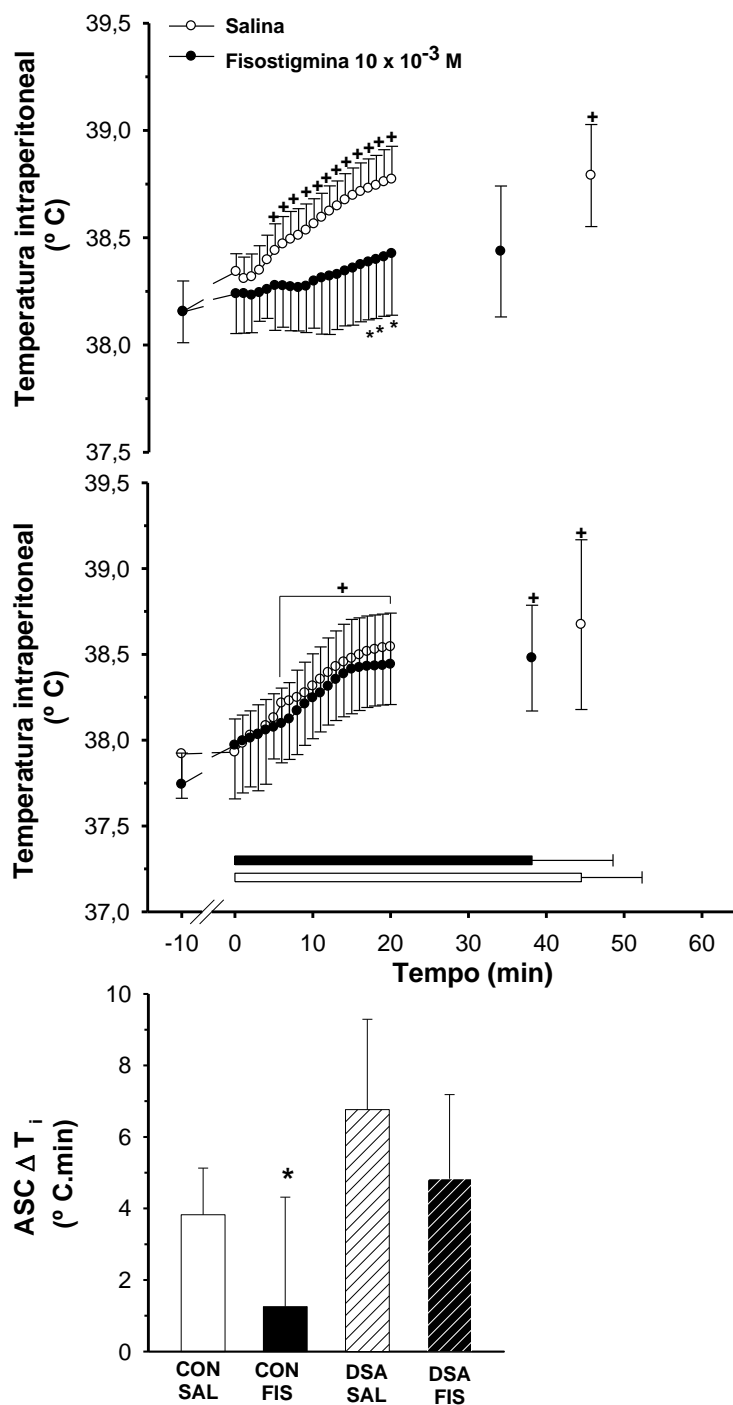 39,5
Salina
Fisostigmina 10 x 10⁻³ M
39,0
+ + + + + + + + + + +
+
38,5
38,0
* * *
37,5
Temperatura intraperitoneal
(º C)
39,5
39,0
+
+
+
38,5
38,0
37,5
37,0
Temperatura intraperitoneal
(º C)
-10 0 10 20 30 40 50 60
Tempo (min)
10
8
6
4
2
0
*
ASC Δ T i
(º C.min)
CON CON DSA DSA
SAL FIS SAL FIS